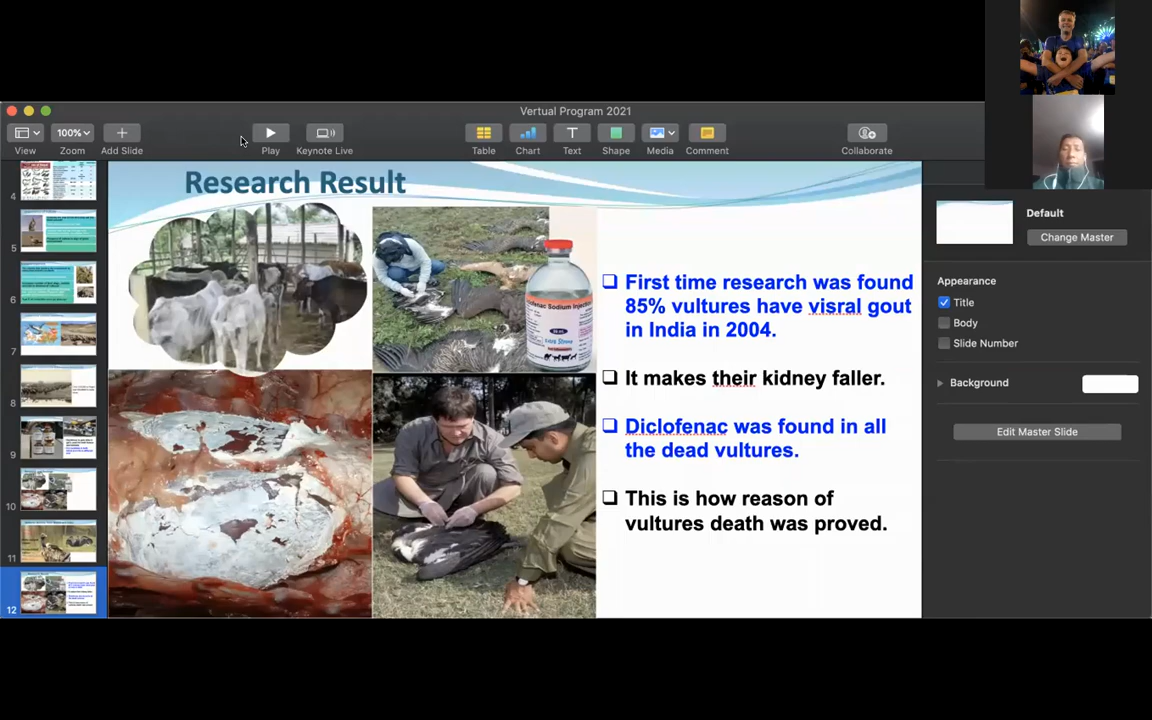 Vertual Program 2021
100%
View
Zoom
Add Slide
Play
Keynote Live
Table
Chart
Text
Shape
Media
Comment
Collaborate
Research Result
First time research was found
85% vultures have visral gout
in India in 2004.
It makes their kidney faller.
Diclofenac was found in all
the dead vultures.
This is how reason of
vultures death was proved.
Sodium Injection
4
5
6
7
8
9
10
11
12
Default
Change Master
Appearance
Title
Body
Slide Number
Background
Edit Master Slide